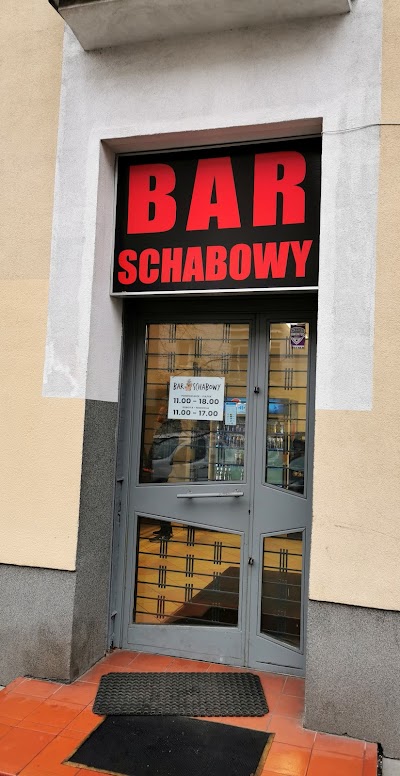 BAR
SCHABOWY
BAR SCHABOWY
11.00 - 18.00
11.00 - 17.00